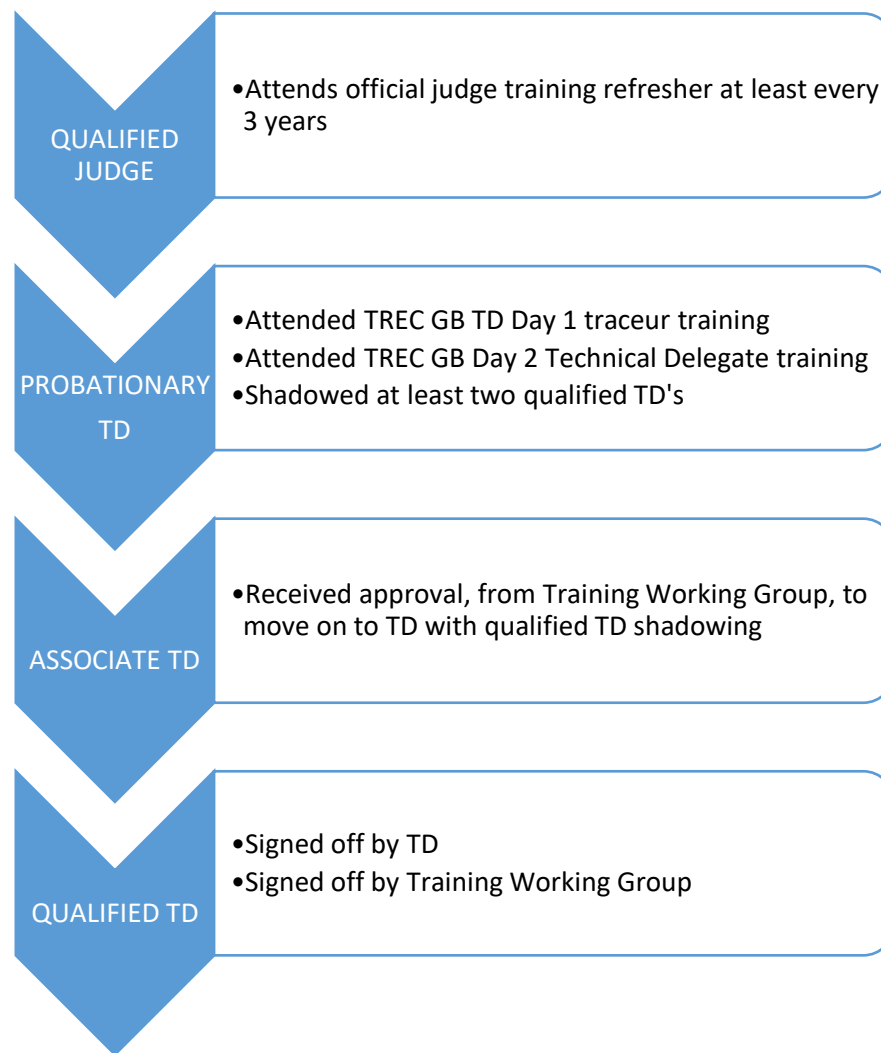 QUALIFIED
JUDGE
•Attends official judge training refresher at least every
3 years
PROBATIONARY
TD
•Attended TREC GB TD Day 1 traceur training
•Attended TREC GB Day 2 Technical Delegate training
•Shadowed at least two qualified TD's
ASSOCIATE TD
•Received approval, from Training Working Group, to
move on to TD with qualified TD shadowing
QUALIFIED TD
•Signed off by TD
•Signed off by Training Working Group